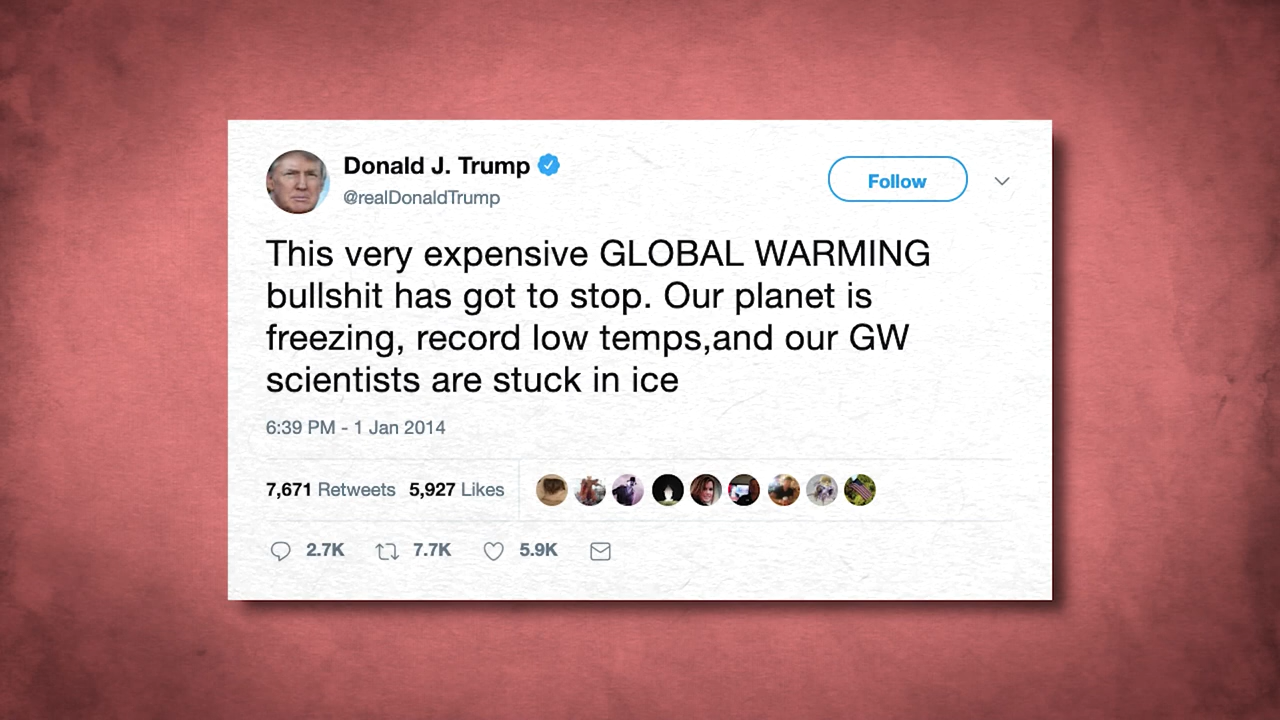 Donald J. Trump
@realDonaldTrump
Follow
This very expensive GLOBAL WARMING
bullshit has got to stop. Our planet is
freezing, record low temps,and our GW
scientists are stuck in ice
6:39 PM - 1 Jan 2014
7,671 Retweets 5,927 Likes
2.7K 7.7K 5.9K